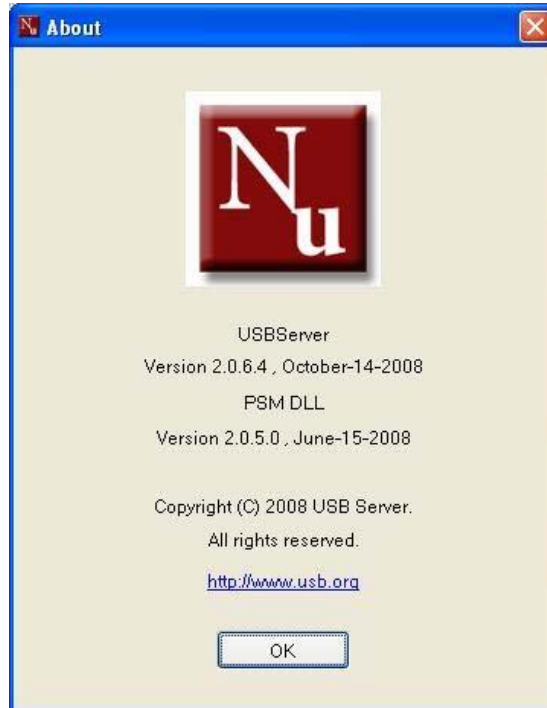 About
Nu
USBServer
Version 2.0.6.4 , October-14-2008
PSM DLL
Version 2.0.5.0 , June-15-2008
Copyright (C) 2008 USB Server.
All rights reserved.
http://www.usb.org
OK